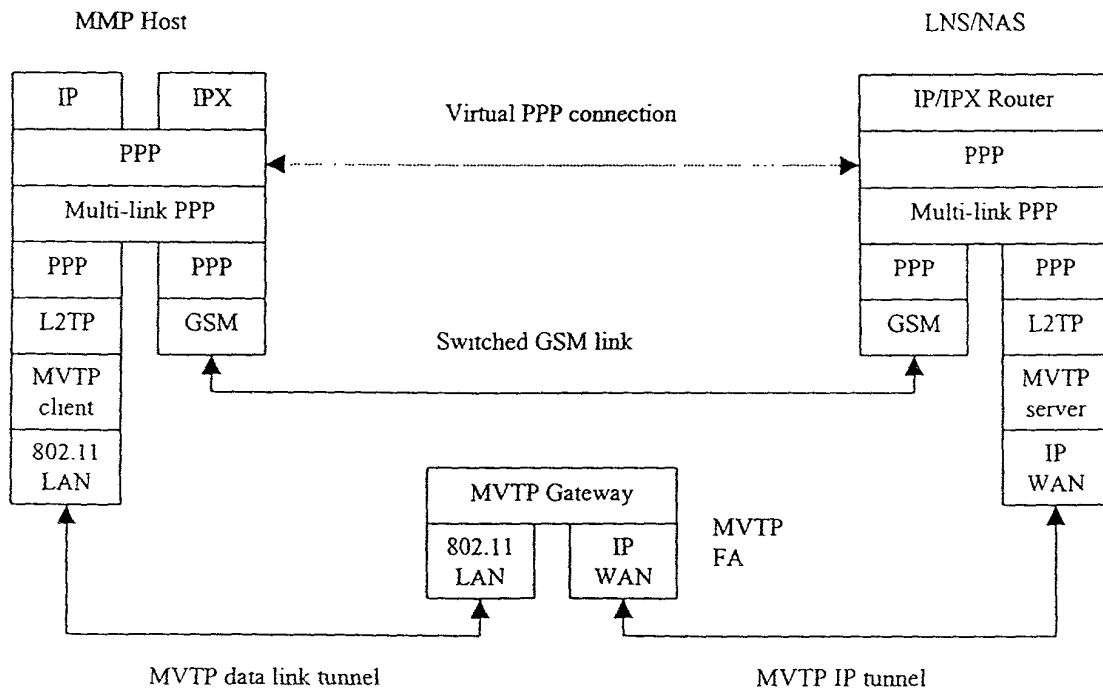 MMP Host
LNS/NAS
IP
IPX
IP/IPX Router
Virtual PPP connection
PPP
PPP
Multi-link PPP
Multi-link PPP
PPP
PPP
PPP
PPP
L2TP
GSM
Switched GSM link
GSM
L2TP
MVTP
client
MVTP
server
802.11
LAN
IP
WAN
MVTP Gateway
802.11
LAN
IP
WAN
MVTP
FA
MVTP data link tunnel
MVTP IP tunnel